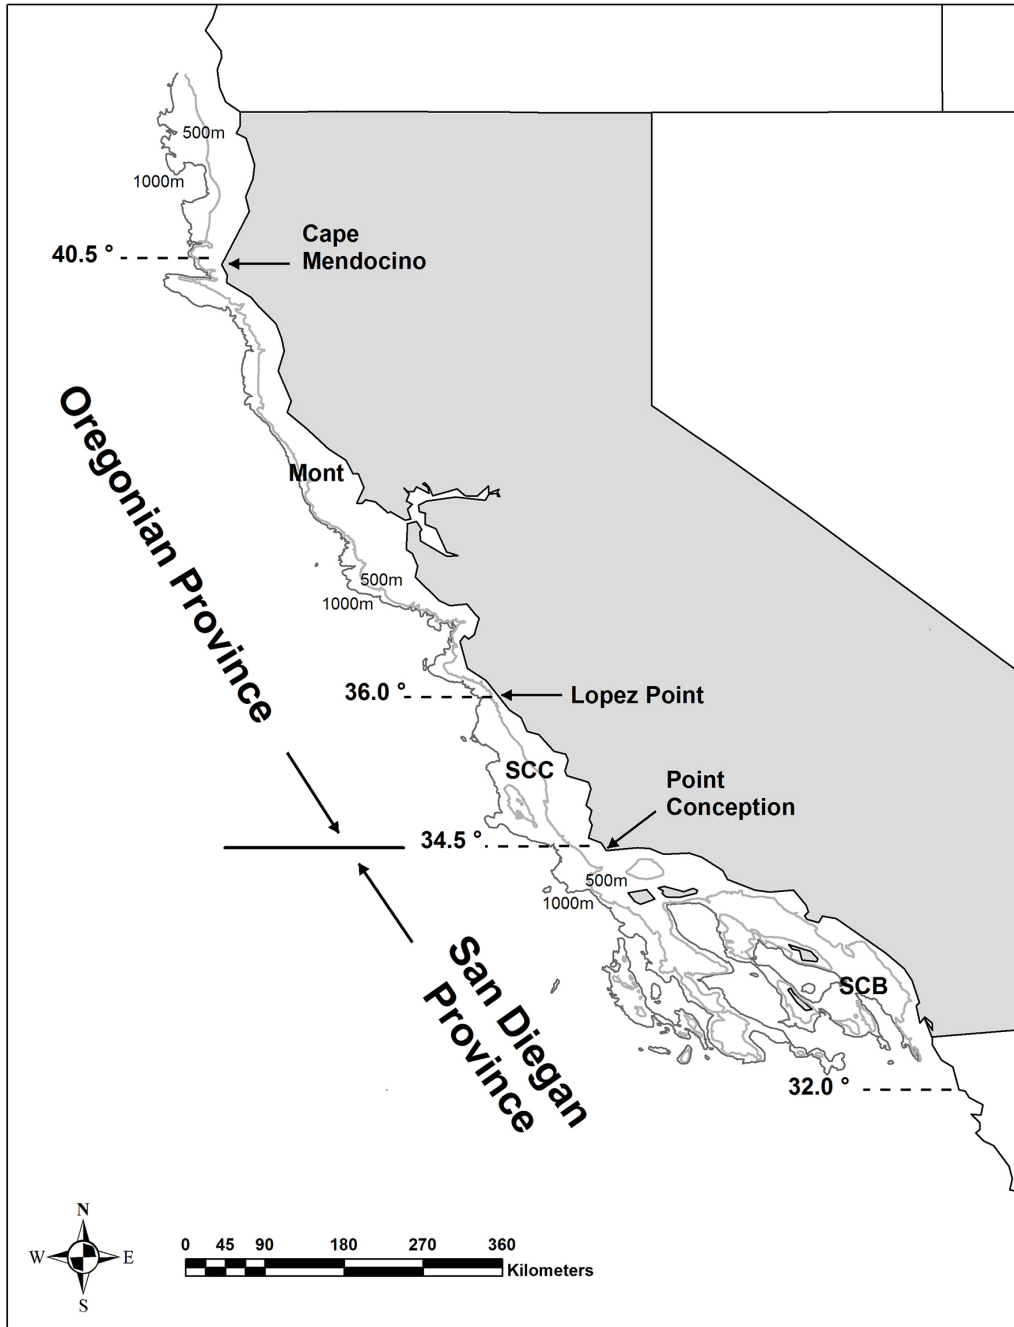 500m
1000m
Cape
Mendocino
40.5 °
Oregonian Province
Mont
500m
1000m
36.0 °
Lopez Point
SCC
Point
Conception
34.5 °
500m
1000m
San Diegan
Province
SCB
32.0 °
N
W
E
S
0 45 90 180 270 360
Kilometers